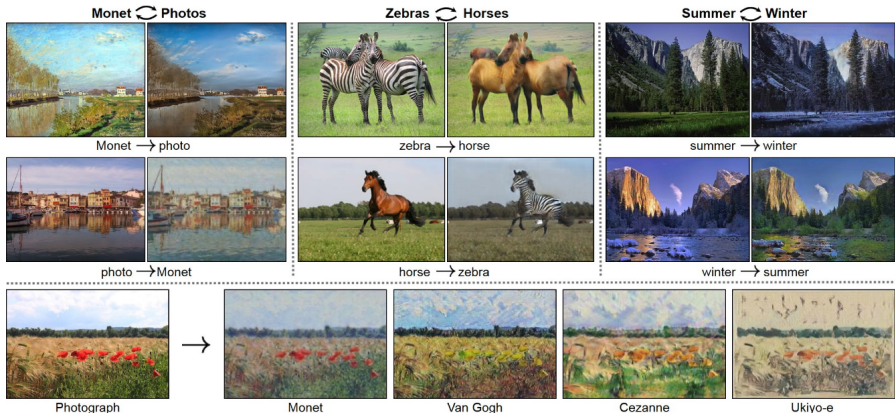 Monet Photos
Zebras Horses
Summer Winter
Monet → photo
zebra → horse
summer → winter
photo → Monet
horse → zebra
winter → summer
Photograph
Monet
Van Gogh
Cezanne
Ukiyo-e